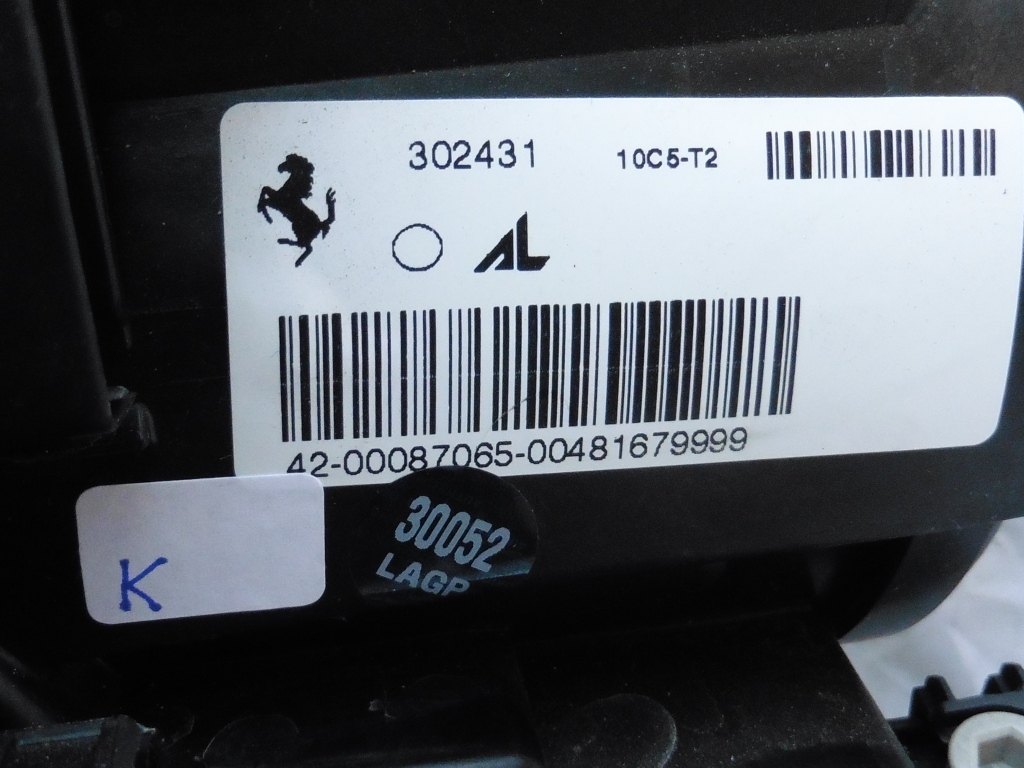 302431 10C5-T2
AL
42-00087065-00481679999
K
30052
LAGP